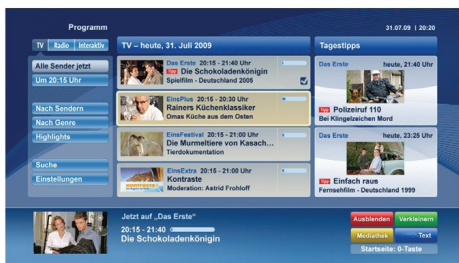 Programm
31.07.09 | 20:20
TV Radio Interaktiv
Alle Sender jetzt
Um 20:15 Uhr
Nach Sendern
Nach Genre
Highlights
Suche
Einstellungen
TV – heute, 31. Juli 2009
Das Erste 20:15 - 21:40 Uhr
Tipp Die Schokoladenkönigin
Spielfilm - Deutschland 2005
EinsPlus 20:15 - 20:30 Uhr
Rainers Küchenklassiker
Omas Küche aus dem Osten
EinsFestival 20:15 - 21:00 Uhr
Die Murmeltiere von Kasach...
Tierdokumentation
KONTRASTE
EinsExtra 20:15 - 21:00 Uhr
Kontraste
Moderation: Astrid Frohloff
Tagestipps
Das Erste heute, 21:40 Uhr
Tipp Polizeiruf 110
Bei Klingelzeichen Mord
Das Erste heute, 23:25 Uhr
Tipp Einfach raus
Fernsehfilm - Deutschland 1999
Jetzt auf „Das Erste“
20:15 - 21:40
Die Schokoladenkönigin
Ausblenden Verkleinern
Mediathek Text
Startseite: 0-Taste